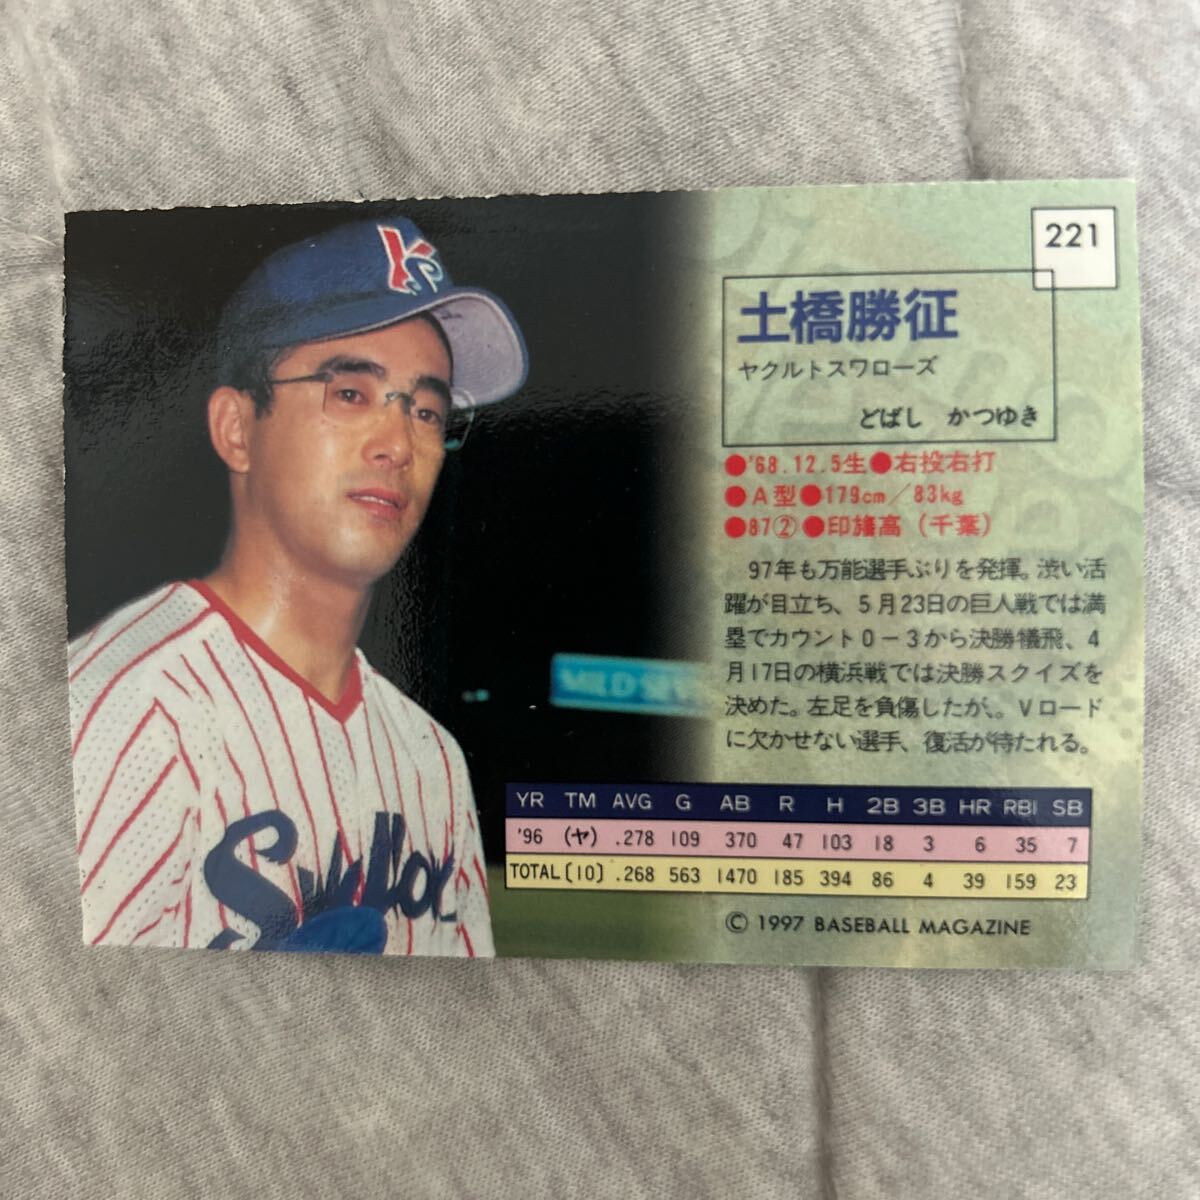 221
土橋勝征
ヤクルトスワローズ
どばし かつゆき
●'68.12.5生●右投右打
●A型●179cm/83kg
●87②●印旛高(千葉)
97年も万能選手ぶりを発揮。渋い活
躍が目立ち、5月23日の巨人戦では満
塁でカウント0-3から決勝犠飛、4
月17日の横浜戦では決勝スクイズを
決めた。左足を負傷したが、。Vロード
に欠かせない選手、復活が待たれる。
YR TM AVG G AB R H 2B 3B HR RBI SB
'96 (ヤ) .278 109 370 47 103 18 3 6 35 7
TOTAL〔10〕 .268 563 1470 185 394 86 4 39 159 23
© 1997 BASEBALL MAGAZINE
YS
MILD SEVEN
Swallows